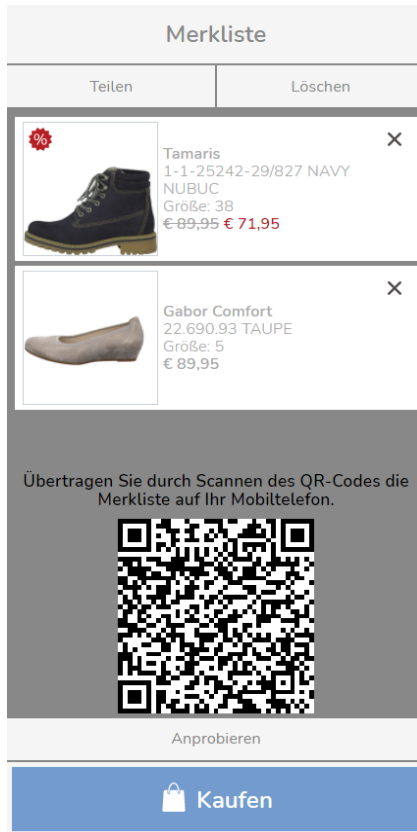 Merkliste
Teilen
Löschen
%
Tamaris
1-1-25242-29/827 NAVY
NUBUC
Größe: 38
€ 89,95 € 71,95
Gabor Comfort
22.690.93 TAUPE
Größe: 5
€ 89,95
Übertragen Sie durch Scannen des QR-Codes die
Merkliste auf Ihr Mobiltelefon.
Anprobieren
Kaufen